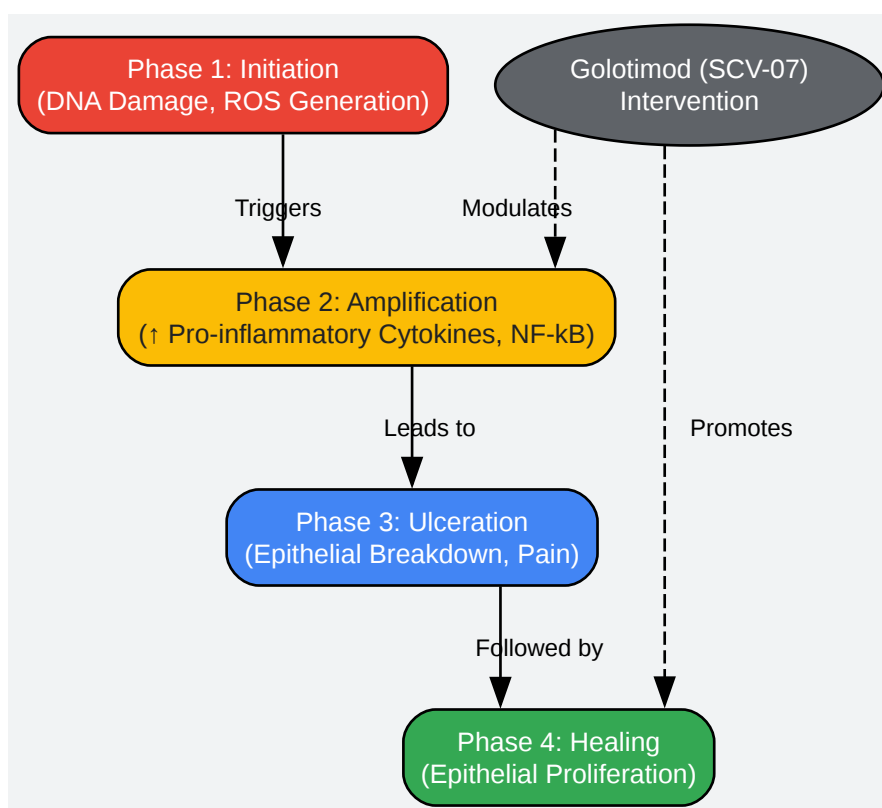 Phase 1: Initiation
(DNA Damage, ROS Generation)
Golotimod (SCV-07)
Intervention
Triggers
Modulates
Phase 2: Amplification
(↑ Pro-inflammatory Cytokines, NF-kB)
Leads to
Promotes
Phase 3: Ulceration
(Epithelial Breakdown, Pain)
Followed by
Phase 4: Healing
(Epithelial Proliferation)